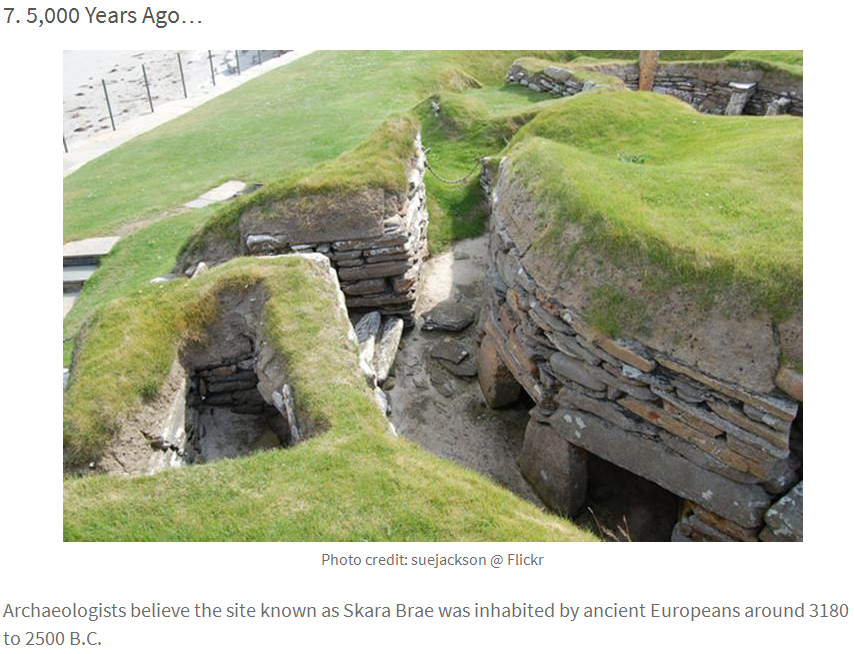 7. 5,000 Years Ago…
Photo credit: suejackson @ Flickr
Archaeologists believe the site known as Skara Brae was inhabited by ancient Europeans around 3180
to 2500 B.C.